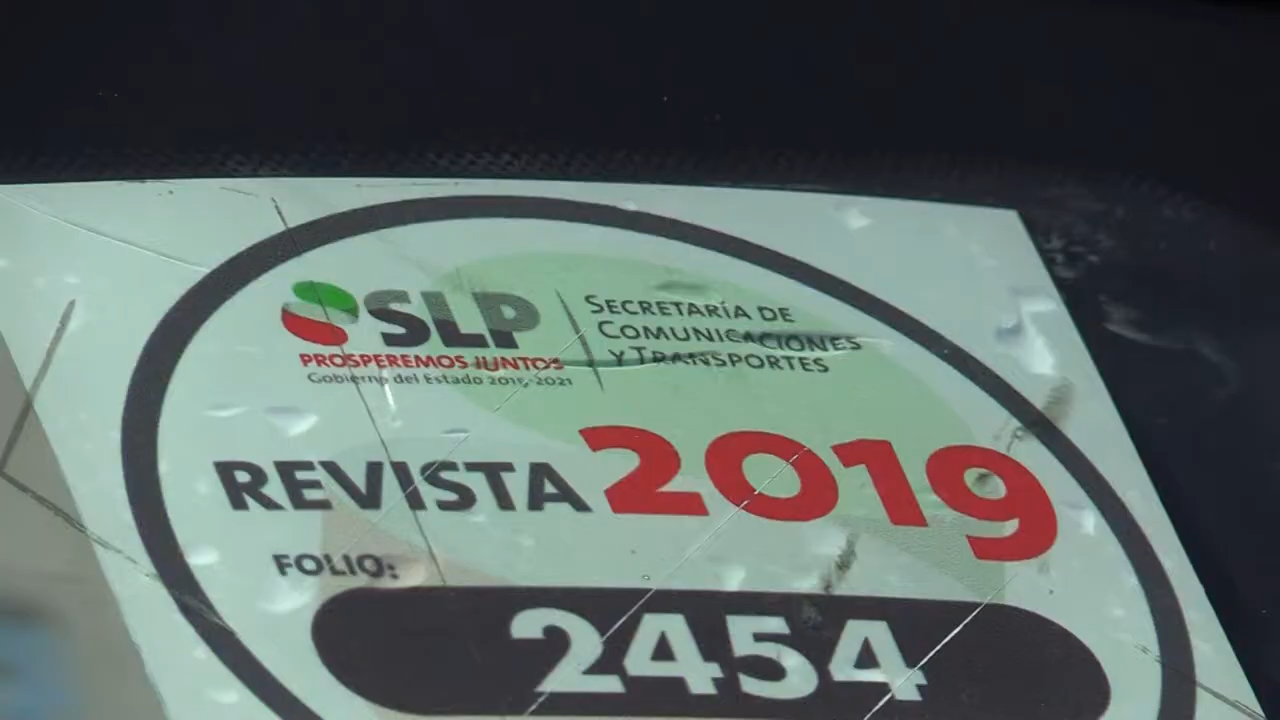 SLP
PROSPEREMOS JUNTOS
Gobierno del Estado 2015-2021
SECRETARÍA DE
COMUNICACIONES
Y TRANSPORTES
REVISTA 2019
FOLIO:
2454